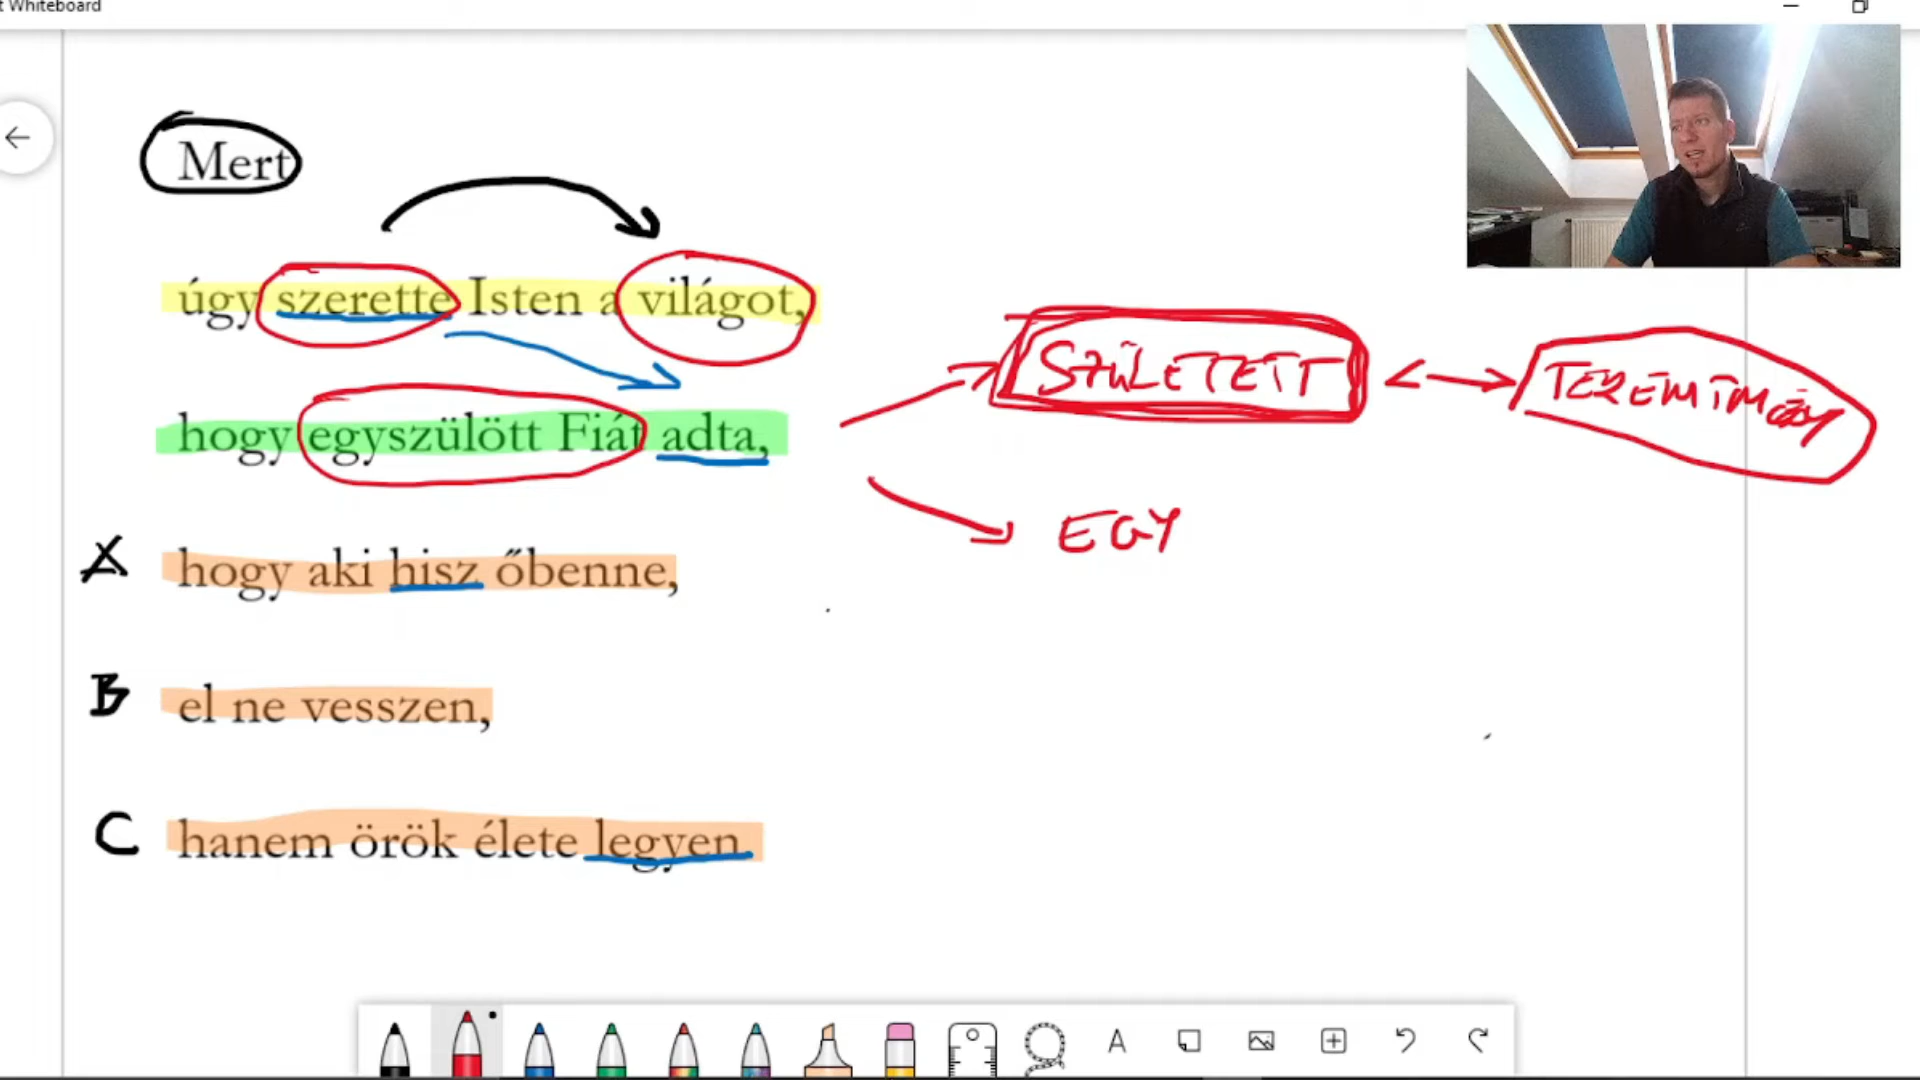 t Whiteboard
Mert
úgy szerette Isten a világot,
hogy egyszülött Fiát adta,
SZÜLETETT
TEREMTMÉNY
EGY
A hogy aki hisz őbenne,
B el ne vesszen,
C hanem örök élete legyen.
A